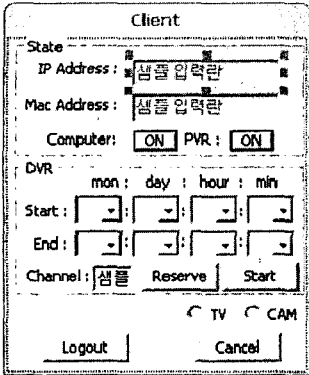 Client
State
IP Address : 샘플 입력란
Mac Address : 샘플 입력란
Computer: ON PVR : ON
DVR
mon : day : hour : min
Start : : : :
End : : : :
Channel : 샘플 Reserve Start
TV CAM
Logout Cancel